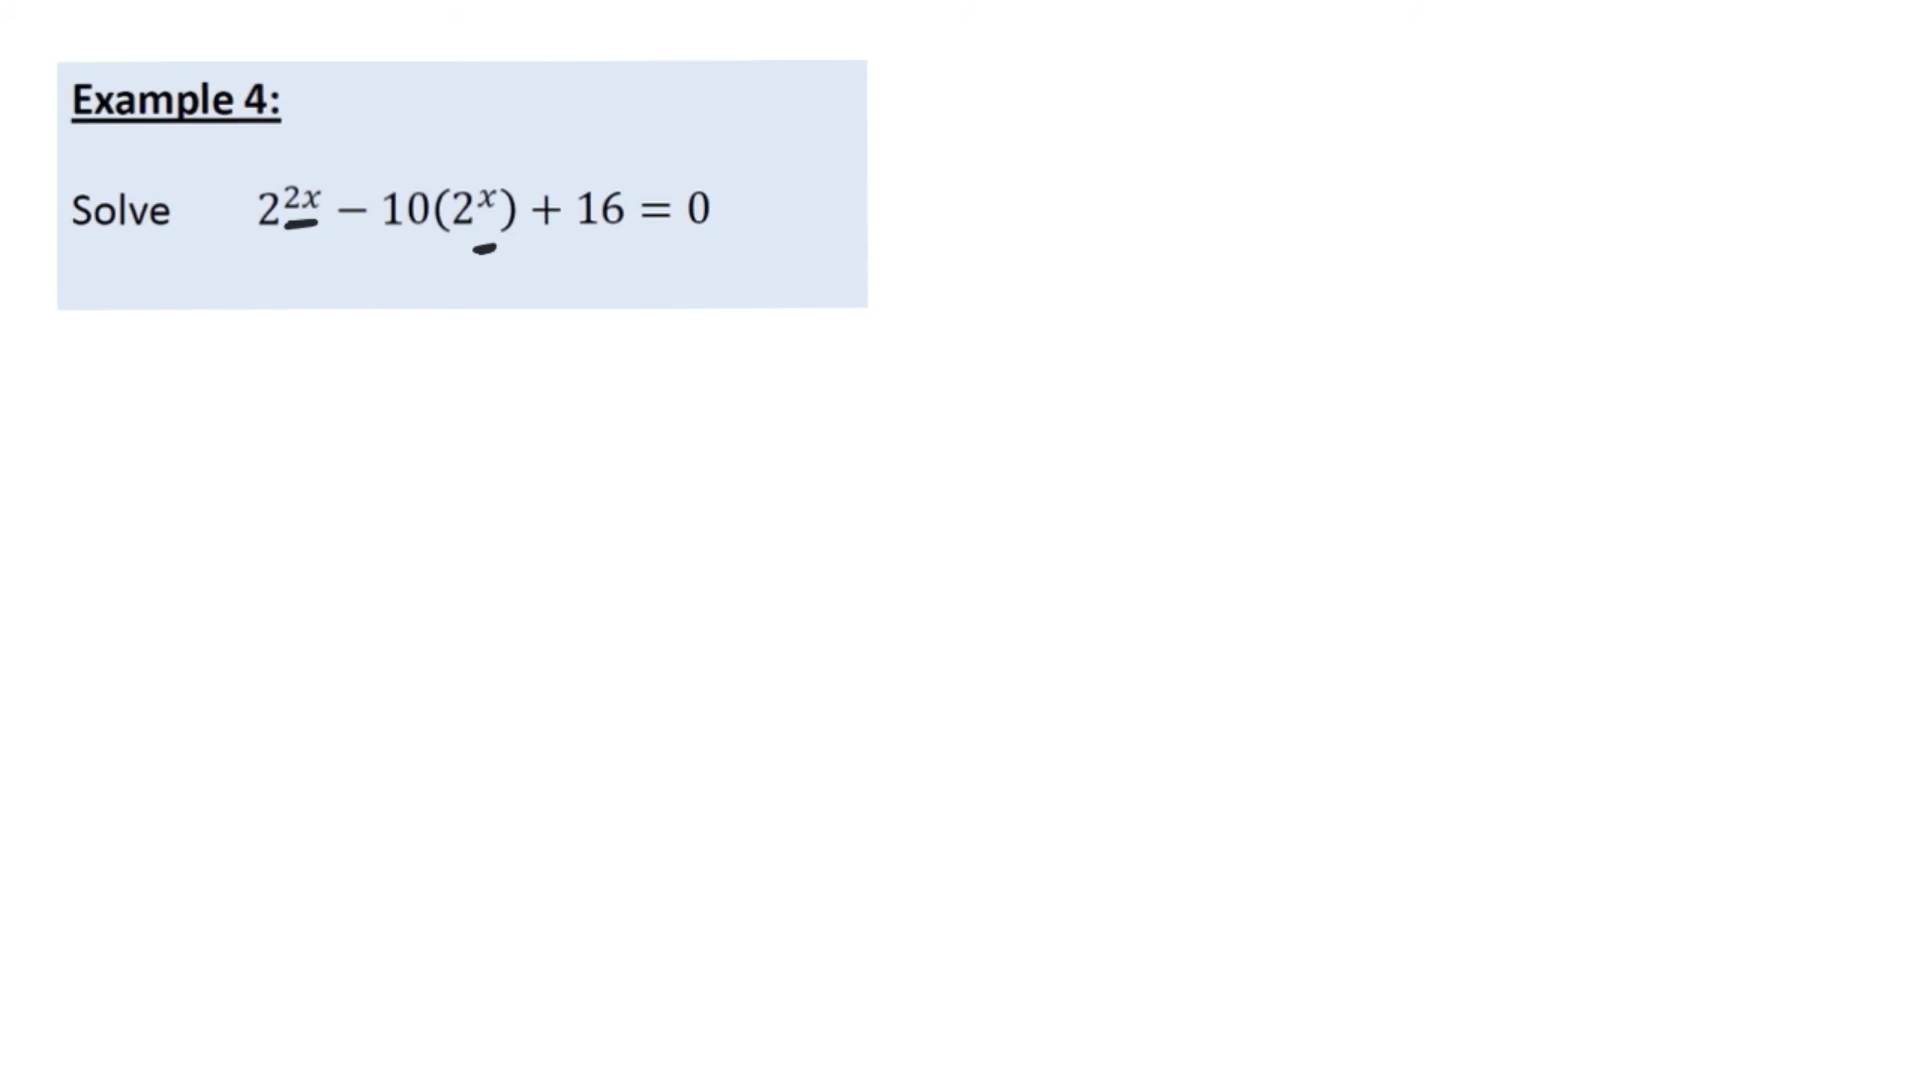 Example 4:
Solve 2^{2x} − 10(2^x) + 16 = 0